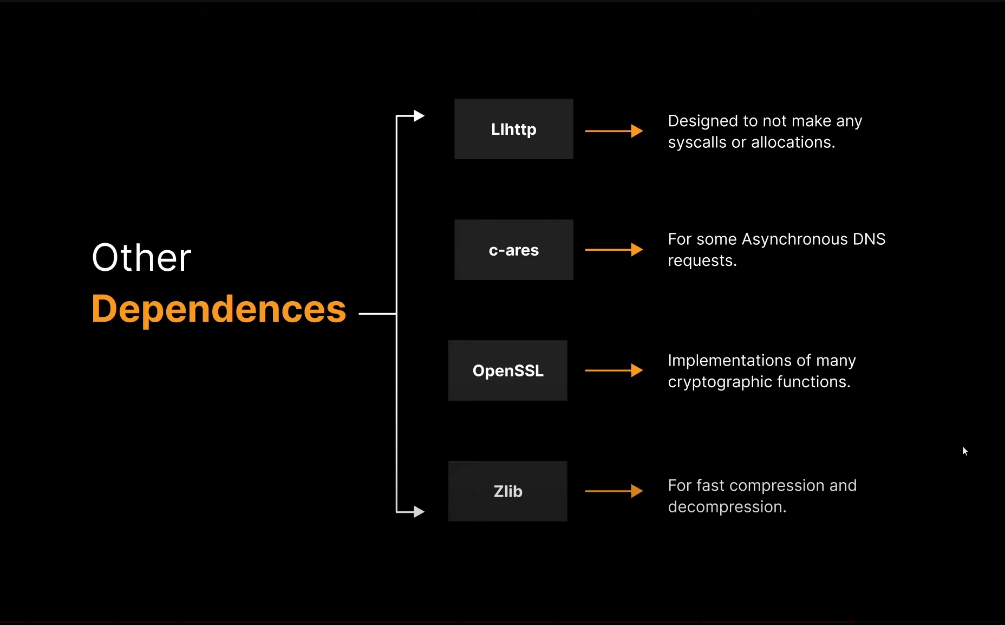 Other
Dependences
Llhttp
Designed to not make any
syscalls or allocations.
c-ares
For some Asynchronous DNS
requests.
OpenSSL
Implementations of many
cryptographic functions.
Zlib
For fast compression and
decompression.